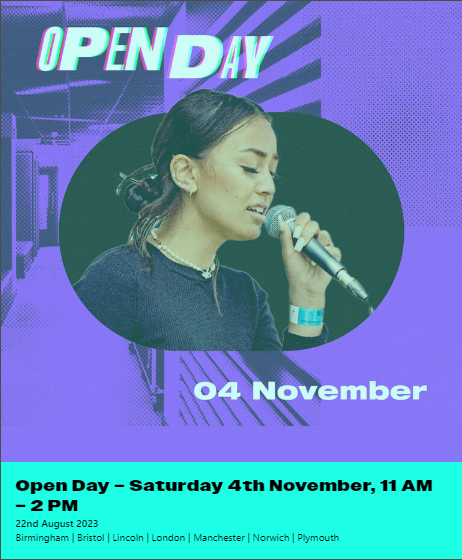 OPEN DAY
04 November
Open Day – Saturday 4th November, 11 AM
– 2 PM
22nd August 2023
Birmingham | Bristol | Lincoln | London | Manchester | Norwich | Plymouth